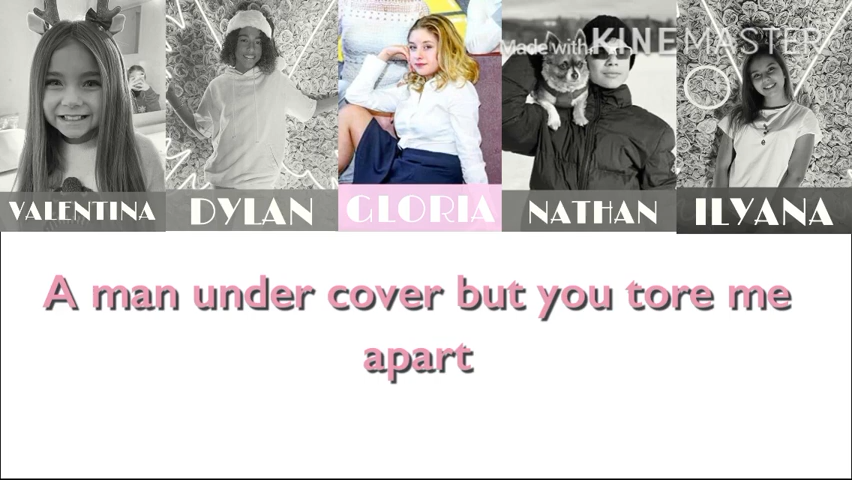 Made with KINEMASTER
VALENTINA DYLAN GLORIA NATHAN ILYANA
A man under cover but you tore me
apart